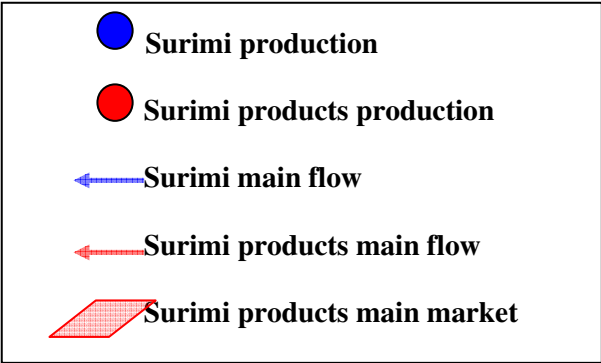 Surimi production
Surimi products production
Surimi main flow
Surimi products main flow
Surimi products main market